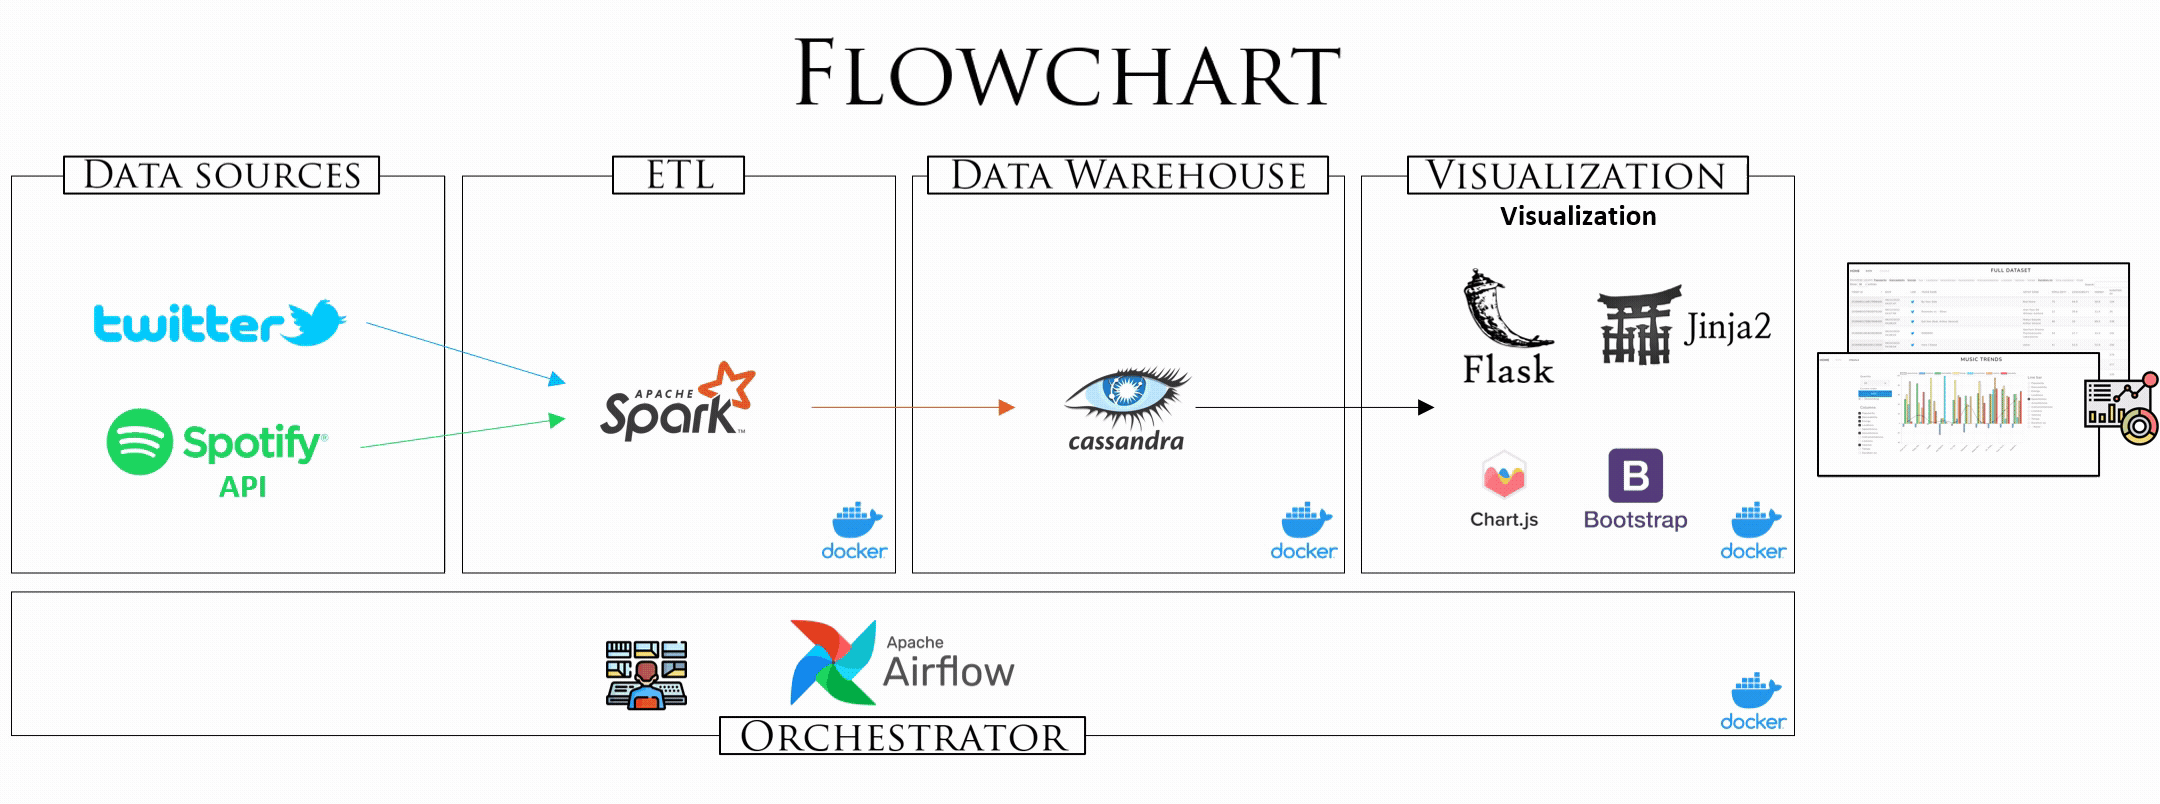 FLOWCHART
DATA SOURCES
ETL
DATA WAREHOUSE
VISUALIZATION
Visualization
twitter
Spotify®
API
APACHE
Spark™
cassandra
Flask
Jinja2
Chart.js
B
Bootstrap
docker
docker
docker
FULL DATASET
MUSIC TRENDS
Apache
Airflow
docker
ORCHESTRATOR